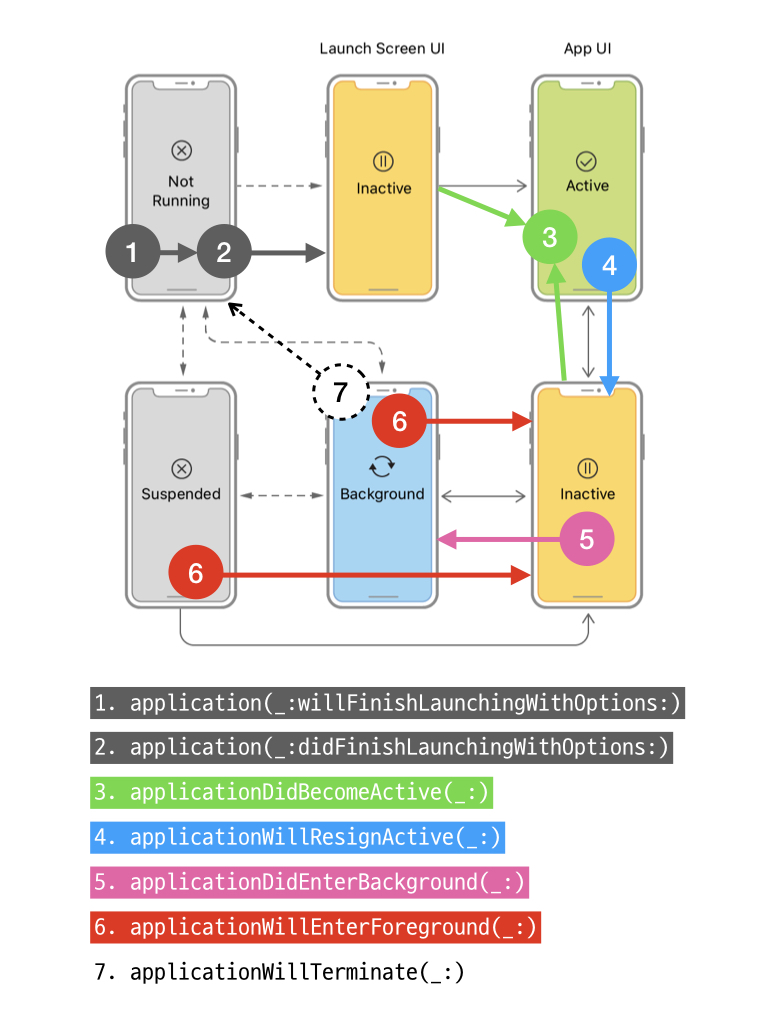 Launch Screen UI
App UI
Not
Running
Inactive
Active
1
2
3
4
7
6
Suspended
Background
Inactive
5
6
1. application(_:willFinishLaunchingWithOptions:)
2. application(_:didFinishLaunchingWithOptions:)
3. applicationDidBecomeActive(_:)
4. applicationWillResignActive(_:)
5. applicationDidEnterBackground(_:)
6. applicationWillEnterForeground(_:)
7. applicationWillTerminate(_:)